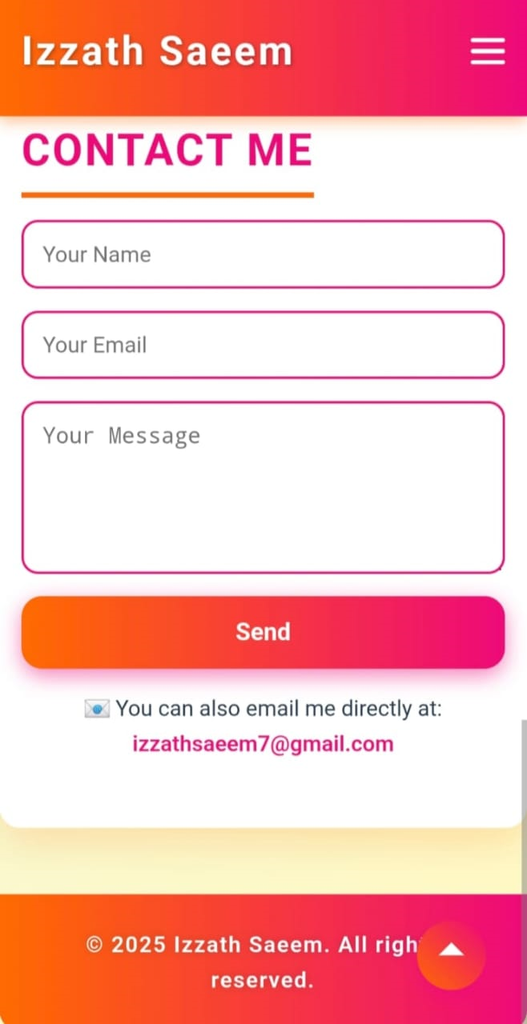 Izzath Saeem
CONTACT ME
Your Name
Your Email
Your Message
Send
📧 You can also email me directly at:
izzathsaeem7@gmail.com
© 2025 Izzath Saeem. All righ
reserved.